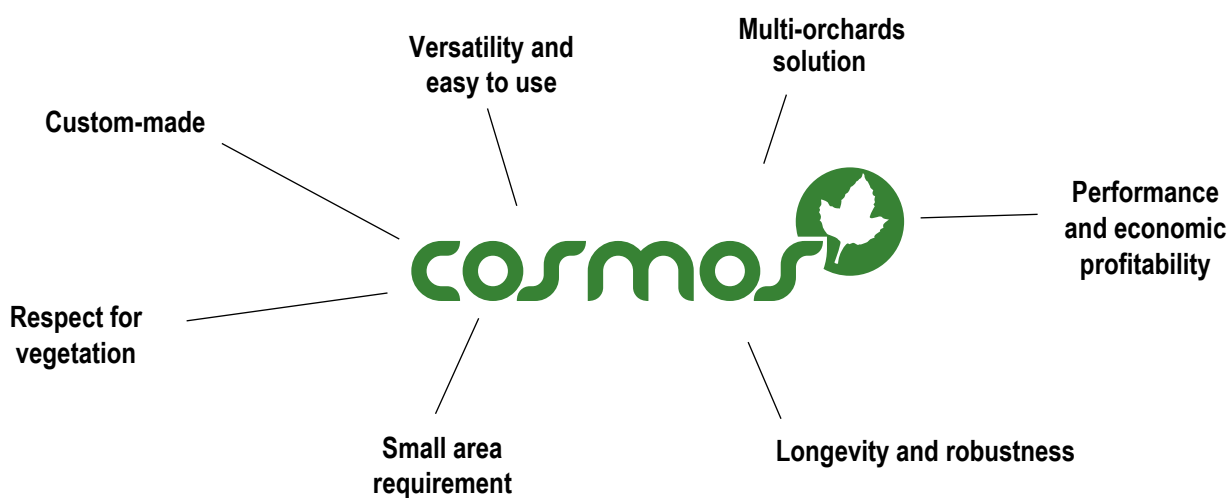 Versatility and
easy to use
Multi-orchards
solution
Custom-made
Performance
and economic
profitability
cosmos
Respect for
vegetation
Small area
requirement
Longevity and robustness